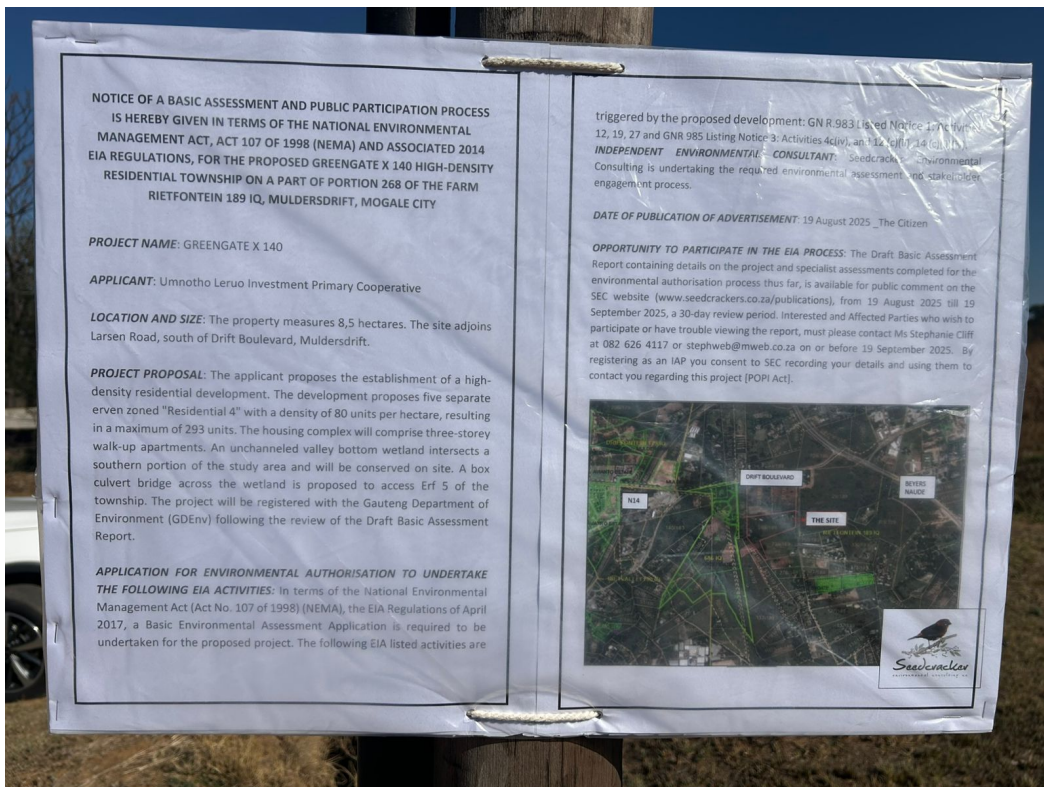 NOTICE OF A BASIC ASSESSMENT AND PUBLIC PARTICIPATION PROCESS
IS HEREBY GIVEN IN TERMS OF THE NATIONAL ENVIRONMENTAL
MANAGEMENT ACT, ACT 107 OF 1998 (NEMA) AND ASSOCIATED 2014
EIA REGULATIONS, FOR THE PROPOSED GREENGATE X 140 HIGH-DENSITY
RESIDENTIAL TOWNSHIP ON A PART OF PORTION 268 OF THE FARM
RIETFONTEIN 189 IQ, MULDERSDRIFT, MOGALE CITY
PROJECT NAME: GREENGATE X 140
APPLICANT: Umnotho Leruo Investment Primary Cooperative
LOCATION AND SIZE: The property measures 8,5 hectares. The site adjoins
Larsen Road, south of Drift Boulevard, Muldersdrift.
PROJECT PROPOSAL: The applicant proposes the establishment of a high-
density residential development. The development proposes five separate
erven zoned "Residential 4" with a density of 80 units per hectare, resulting
in a maximum of 293 units. The housing complex will comprise three-storey
walk-up apartments. An unchanneled valley bottom wetland intersects a
southern portion of the study area and will be conserved on site. A box
culvert bridge across the wetland is proposed to access Erf 5 of the
township. The project will be registered with the Gauteng Department of
Environment (GDEnv) following the review of the Draft Basic Assessment
Report.
APPLICATION FOR ENVIRONMENTAL AUTHORISATION TO UNDERTAKE
THE FOLLOWING EIA ACTIVITIES: In terms of the National Environmental
Management Act (Act No. 107 of 1998) (NEMA), the EIA Regulations of April
2017, a Basic Environmental Assessment Application is required to be
undertaken for the proposed project. The following EIA listed activities are
triggered by the proposed development: GN R.983 Listed Notice 1: Activities
12, 19, 27 and GNR 985 Listing Notice 3: Activities 4c(iv), and 12 (c)(ii), 14
INDEPENDENT ENVIRONMENTAL CONSULTANT: Seedcracker Environmental
Consulting is undertaking the required environmental assessment and stakeholder
engagement process.
DATE OF PUBLICATION OF ADVERTISEMENT: 19 August 2025 _The Citizen
OPPORTUNITY TO PARTICIPATE IN THE EIA PROCESS: The Draft Basic Assessment
Report containing details on the project and specialist assessments completed for the
environmental authorisation process thus far, is available for public comment on the
SEC website (www.seedcrackers.co.za/publications), from 19 August 2025 till 19
September 2025, a 30-day review period. Interested and Affected Parties who wish to
participate or have trouble viewing the report, must please contact Ms Stephanie Cliff
at 082 626 4117 or stephweb@mweb.co.za on or before 19 September 2025. By
registering as an IAP you consent to SEC recording your details and using them to
contact you regarding this project [POPI Act].
DRIFT BOULEVARD
BEYERS
NAUDE
N14
THE SITE
Seedcracker
environmental consulting cc